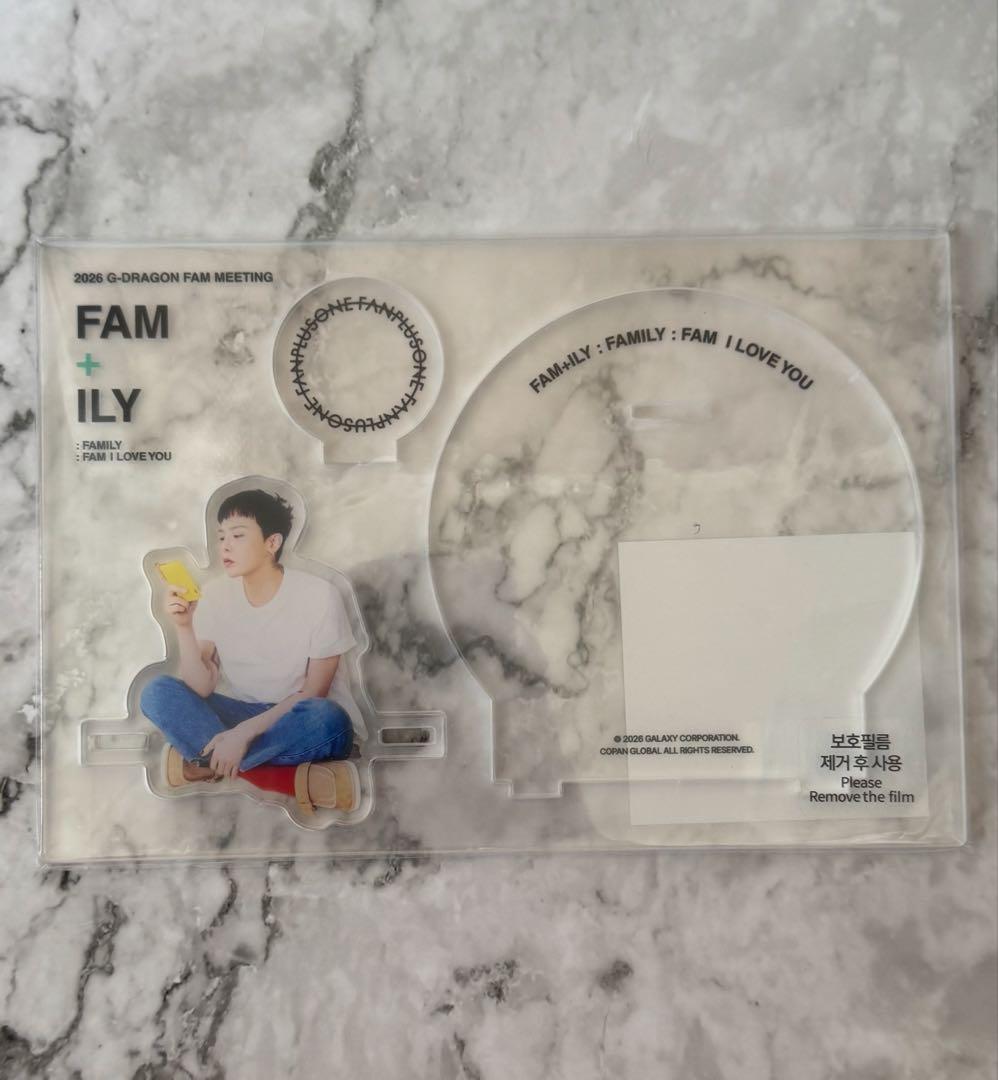 2026 G-DRAGON FAM MEETING
FAM
+
ILY
: FAMILY
: FAM I LOVE YOU
FANPLUSONE FANPLUSONE FANPLUSONE
FAM+ILY : FAMILY : FAM I LOVE YOU
© 2026 GALAXY CORPORATION.
COPAN GLOBAL ALL RIGHTS RESERVED.
보호필름
제거 후 사용
Please
Remove the film